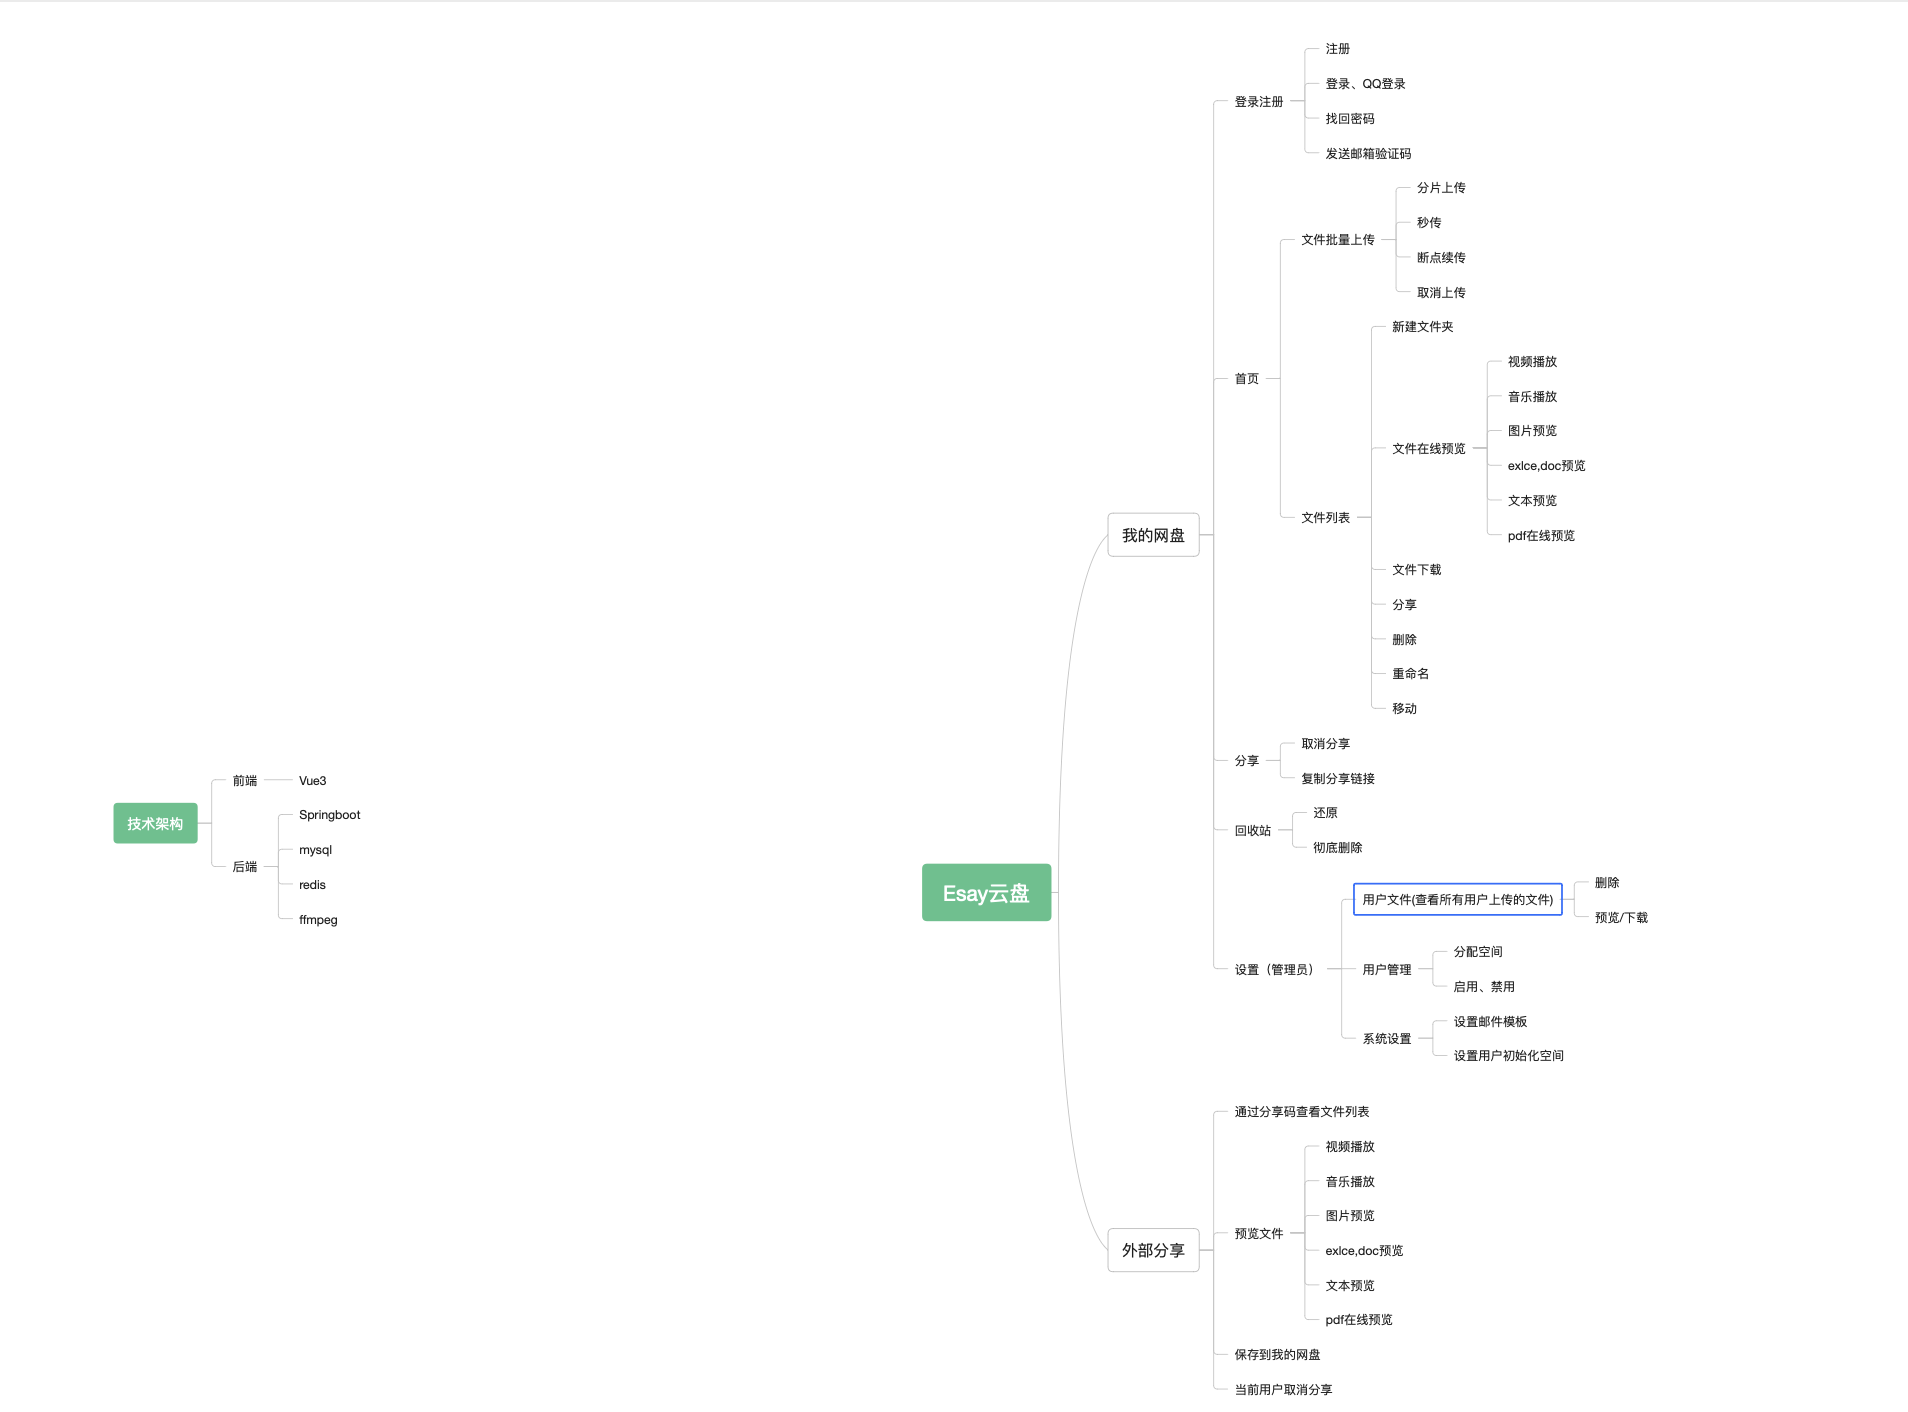 技术架构
前端
Vue3
后端
Springboot
mysql
redis
ffmpeg
Esay云盘
我的网盘
登录注册
注册
登录、QQ登录
找回密码
发送邮箱验证码
首页
文件批量上传
分片上传
秒传
断点续传
取消上传
文件列表
新建文件夹
文件在线预览
视频播放
音乐播放
图片预览
exlce,doc预览
文本预览
pdf在线预览
文件下载
分享
删除
重命名
移动
分享
取消分享
复制分享链接
回收站
还原
彻底删除
设置（管理员）
用户文件(查看所有用户上传的文件)
删除
预览/下载
用户管理
分配空间
启用、禁用
系统设置
设置邮件模板
设置用户初始化空间
外部分享
通过分享码查看文件列表
预览文件
视频播放
音乐播放
图片预览
exlce,doc预览
文本预览
pdf在线预览
保存到我的网盘
当前用户取消分享